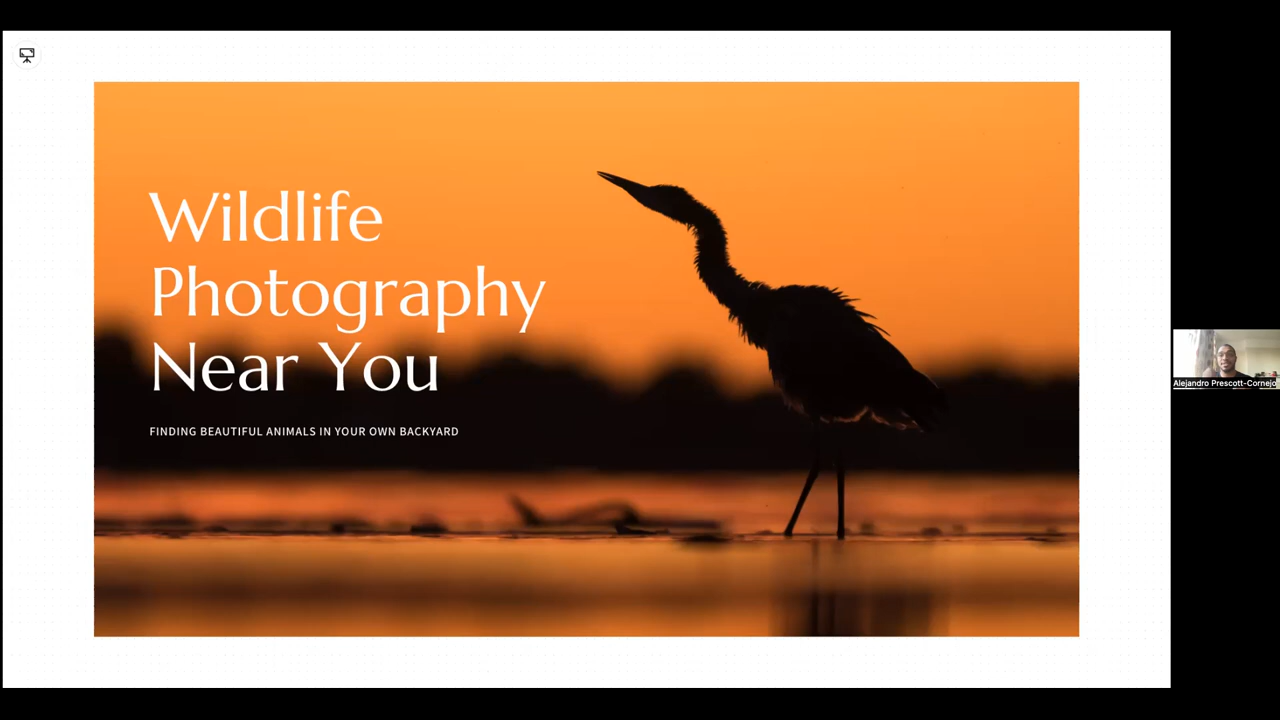 Wildlife
Photography
Near You
FINDING BEAUTIFUL ANIMALS IN YOUR OWN BACKYARD
Alejandro Prescott-Cornejo